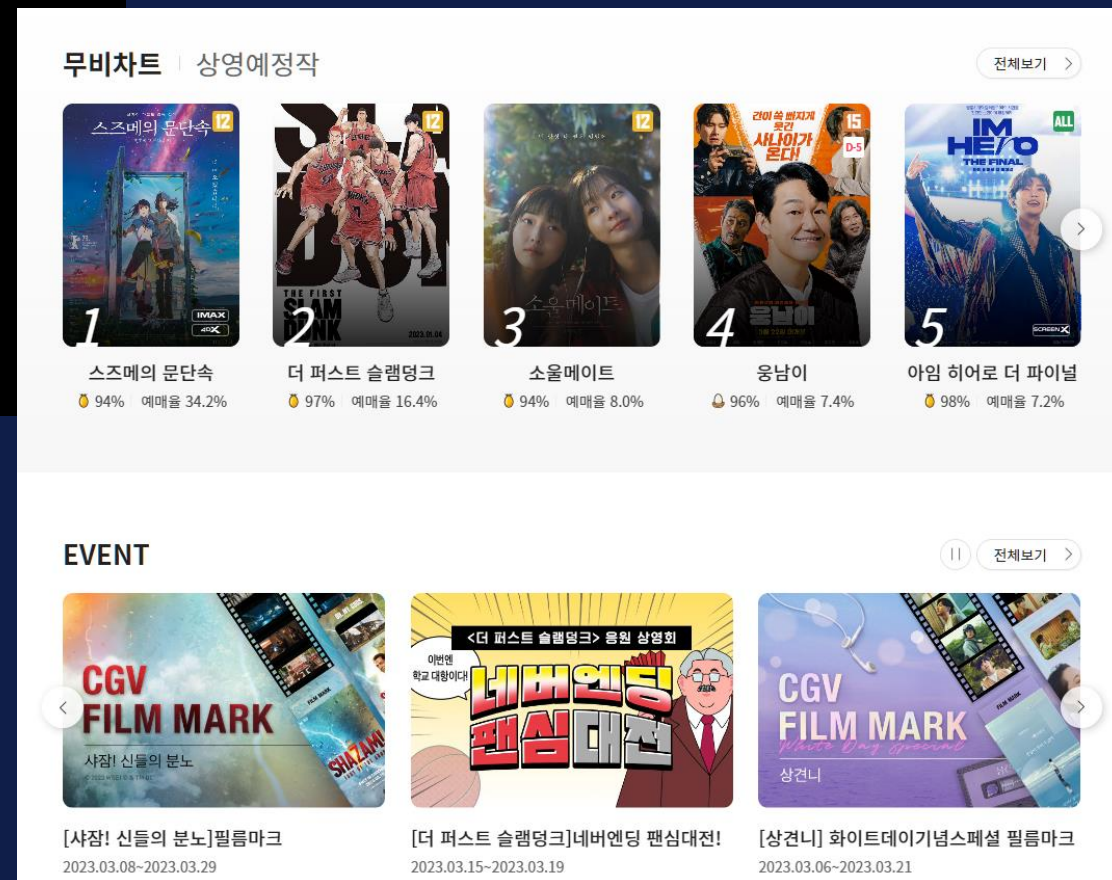 무비차트 상영예정작 전체보기
스즈메의 문단속 12
IMAX
4DX
1
12
THE FIRST
SLAM
DUNK
2023.01.04
2
12
소울메이트
3
간이 쏙 빠지게
웃긴
사나이가
온다!
15
D-5
웅남이
4
IM
HERO
THE FINAL
ALL
SCREENX
5
스즈메의 문단속 더 퍼스트 슬램덩크 소울메이트 웅남이 아임 히어로 더 파이널
94% 예매율 34.2% 97% 예매율 16.4% 94% 예매율 8.0% 96% 예매율 7.4% 98% 예매율 7.2%
EVENT 전체보기
CGV
FILM MARK
샤잠! 신들의 분노
FILM MARK
SHAZAM!
<더 퍼스트 슬램덩크> 응원 상영회
이번엔
학교 대항이다!
네버엔딩
팬심대전
CGV
FILM MARK
White Day special
상견니
FILM MARK
[샤잠! 신들의 분노]필름마크 [더 퍼스트 슬램덩크]네버엔딩 팬심대전! [상견니] 화이트데이기념스페셜 필름마크
2023.03.08~2023.03.29 2023.03.15~2023.03.19 2023.03.06~2023.03.21